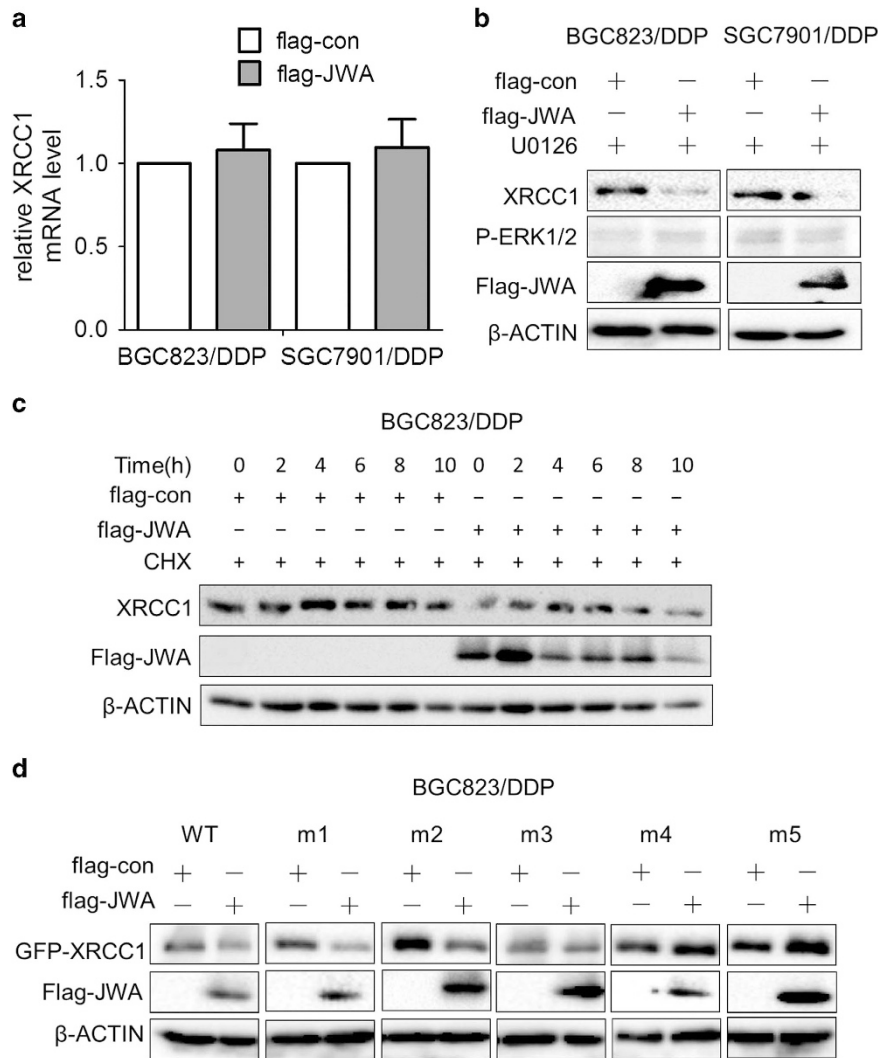 a
flag-con
flag-JWA
relative XRCC1
mRNA level
1.5
1.0
0.5
0.0
BGC823/DDP SGC7901/DDP
b
BGC823/DDP SGC7901/DDP
flag-con + − + −
flag-JWA − + − +
U0126 + + + +
XRCC1
P-ERK1/2
Flag-JWA
β-ACTIN
c
BGC823/DDP
Time(h) 0 2 4 6 8 10 0 2 4 6 8 10
flag-con + + + + + + − − − − − −
flag-JWA − − − − − − + + + + + +
CHX + + + + + + + + + + + +
XRCC1
Flag-JWA
β-ACTIN
d
BGC823/DDP
WT m1 m2 m3 m4 m5
flag-con + − + − + − + − + − + −
flag-JWA − + − + − + − + − + − +
GFP-XRCC1
Flag-JWA
β-ACTIN